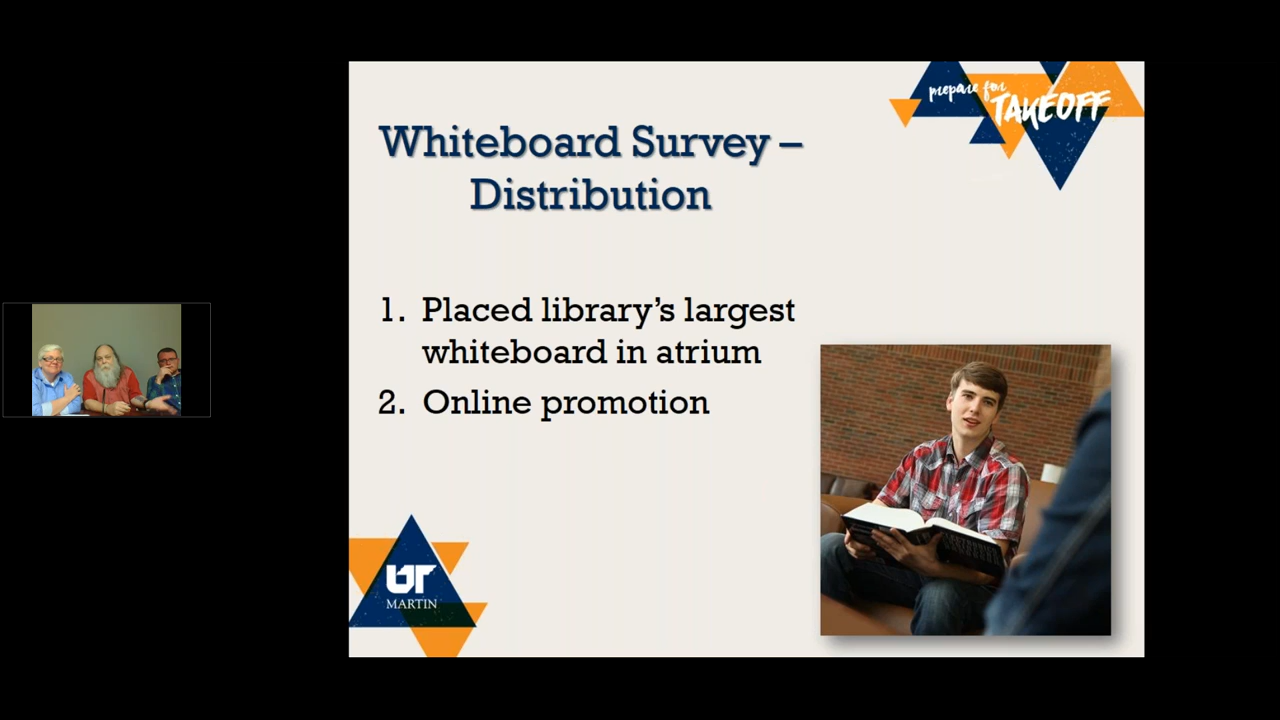 prepare for
TAKEOFF
Whiteboard Survey –
Distribution
1. Placed library’s largest
whiteboard in atrium
2. Online promotion
UT
MARTIN